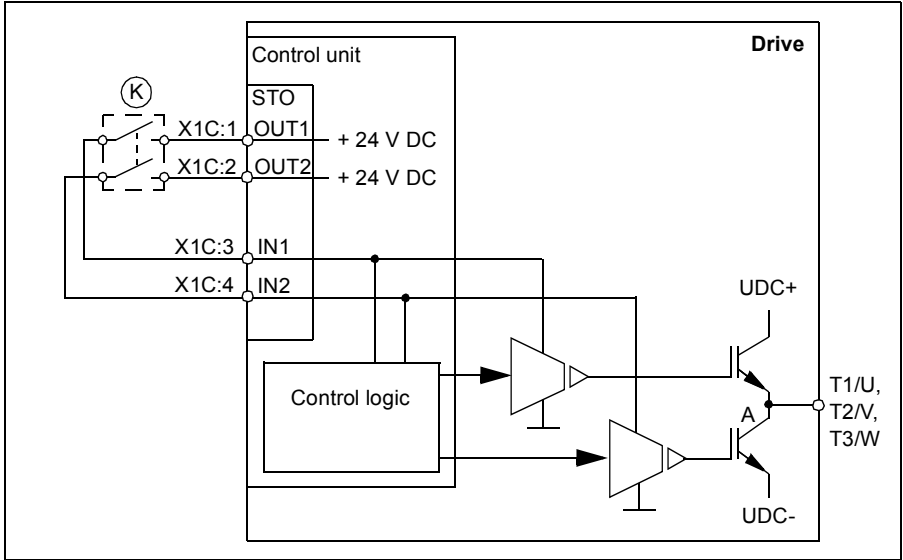 Drive
Control unit
K
STO
X1C:1 OUT1 + 24 V DC
X1C:2 OUT2 + 24 V DC
X1C:3 IN1
X1C:4 IN2
UDC+
Control logic
A
T1/U,
T2/V,
T3/W
UDC-